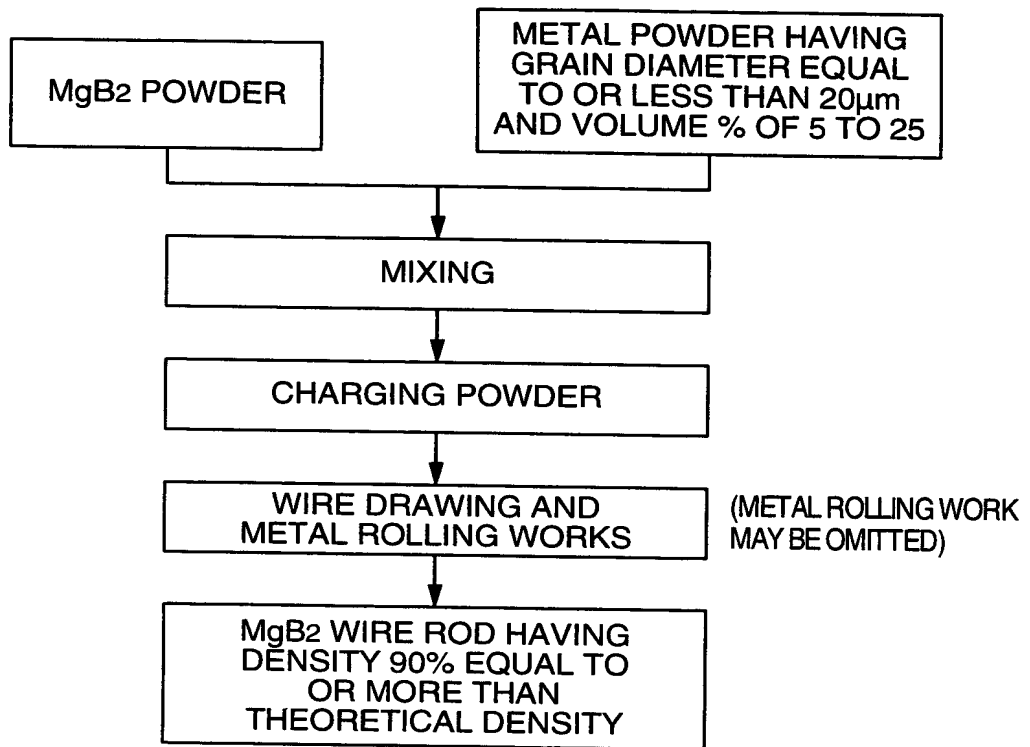 MgB2 POWDER
METAL POWDER HAVING
GRAIN DIAMETER EQUAL
TO OR LESS THAN 20μm
AND VOLUME % OF 5 TO 25
MIXING
CHARGING POWDER
WIRE DRAWING AND
METAL ROLLING WORKS
(METAL ROLLING WORK
MAY BE OMITTED)
MgB2 WIRE ROD HAVING
DENSITY 90% EQUAL TO
OR MORE THAN
THEORETICAL DENSITY